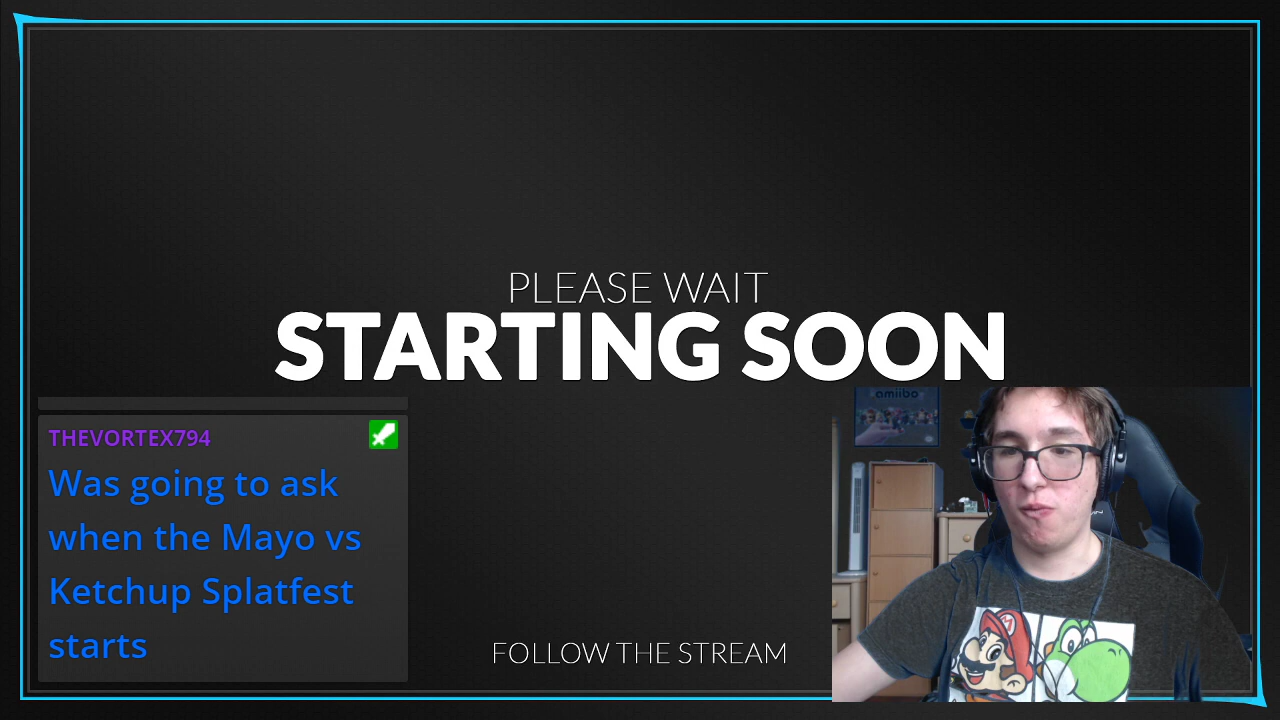 PLEASE WAIT
STARTING SOON
THEVORTEX794
Was going to ask
when the Mayo vs
Ketchup Splatfest
starts
FOLLOW THE STREAM
amiibo
M